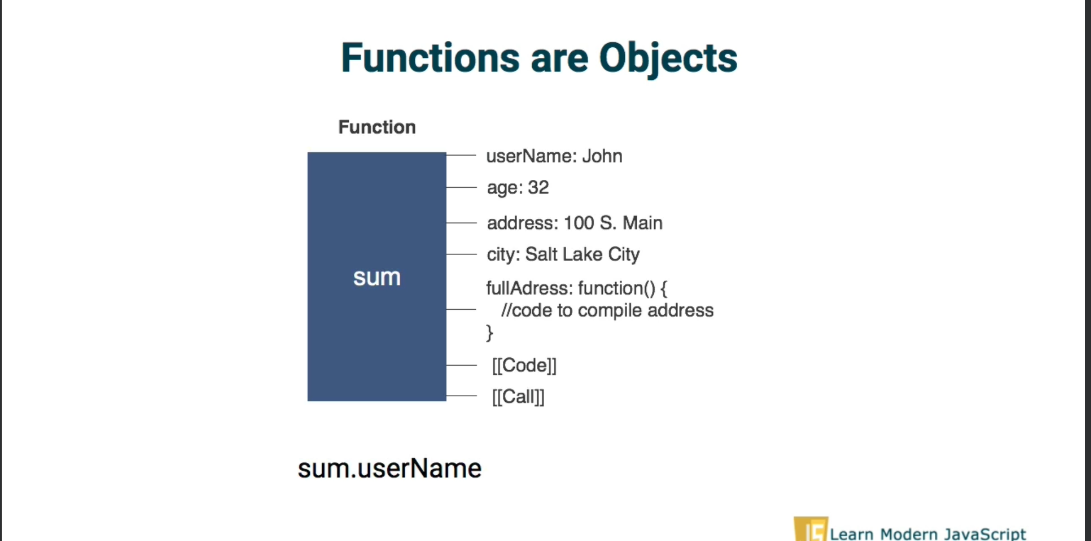 Functions are Objects
Function
sum
userName: John
age: 32
address: 100 S. Main
city: Salt Lake City
fullAdress: function() {
//code to compile address
}
[[Code]]
[[Call]]
sum.userName
JS Learn Modern JavaScript